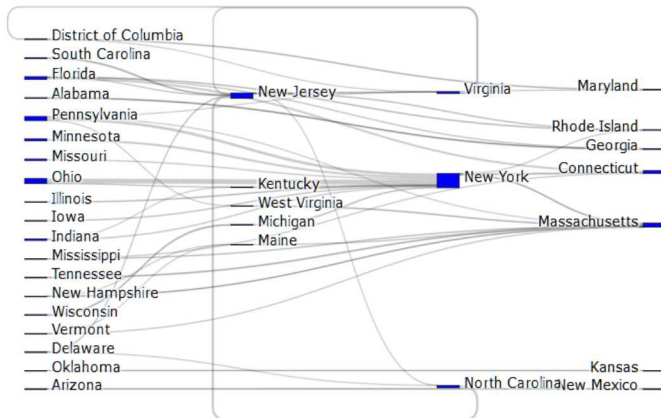 District of Columbia
South Carolina
Florida
Alabama
Pennsylvania
Minnesota
Missouri
Ohio
Illinois
Iowa
Indiana
Mississippi
Tennessee
New Hampshire
Wisconsin
Vermont
Delaware
Oklahoma
Arizona
New Jersey
Kentucky
West Virginia
Michigan
Maine
Virginia
New York
North Carolina
Maryland
Rhode Island
Georgia
Connecticut
Massachusetts
Kansas
New Mexico